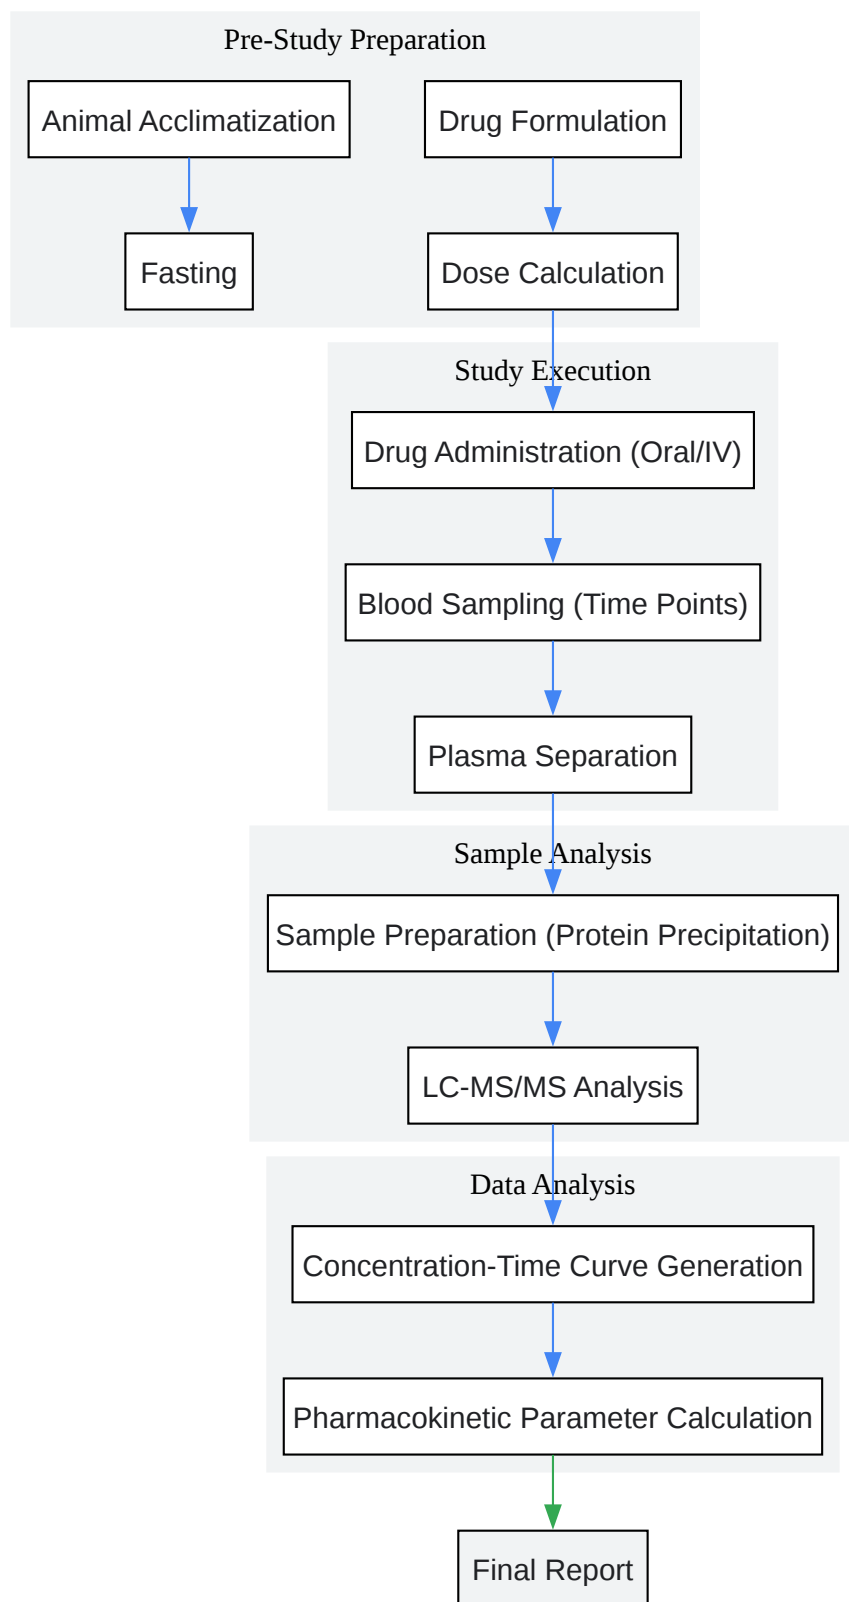 Pre-Study Preparation
Animal Acclimatization
Drug Formulation
Fasting
Dose Calculation
Study Execution
Drug Administration (Oral/IV)
Blood Sampling (Time Points)
Plasma Separation
Sample Analysis
Sample Preparation (Protein Precipitation)
LC-MS/MS Analysis
Data Analysis
Concentration-Time Curve Generation
Pharmacokinetic Parameter Calculation
Final Report